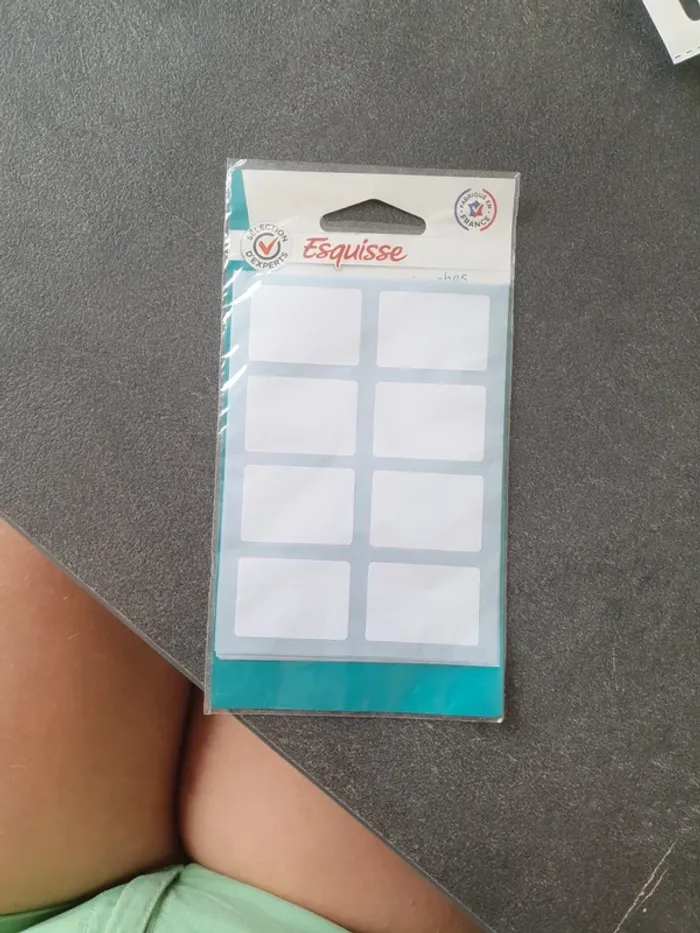 FABRIQUÉ EN
FRANCE
SÉLECTION
D'EXPERTS
Esquisse